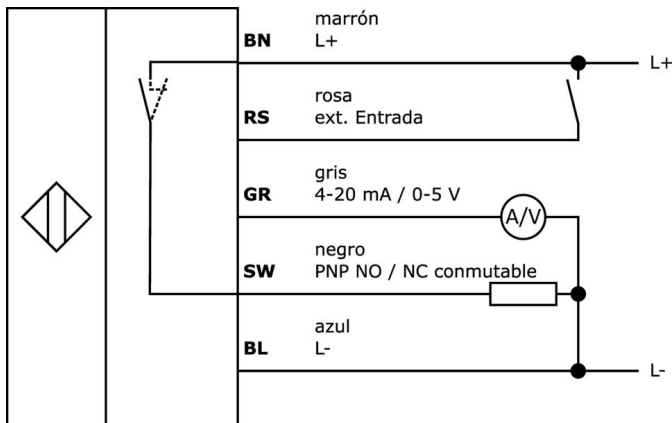 marrón
BN L+
L+
rosa
RS ext. Entrada
gris
GR 4-20 mA / 0-5 V
A/V
negro
SW PNP NO / NC conmutable
azul
BL L-
L-